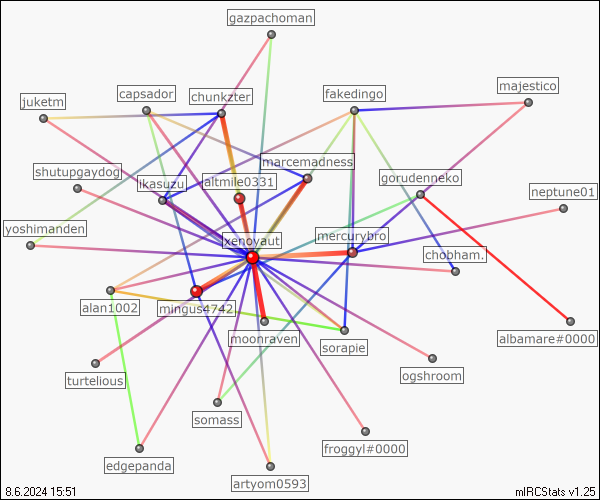 gazpachoman
majestico
capsador
chunkzter
fakedingo
juketm
marcemadness
shutupgaydog
ikasuzu
altmile0331
gorudenneko
neptune01
yoshimanden
xenoyaut
mercurybro
chobham.
alan1002
mingus4742
moonraven
sorapie
albamare#0000
turtelious
ogshroom
somass
froggyl#0000
edgepanda
artyom0593
8.6.2024 15:51
mIRCStats v1.25